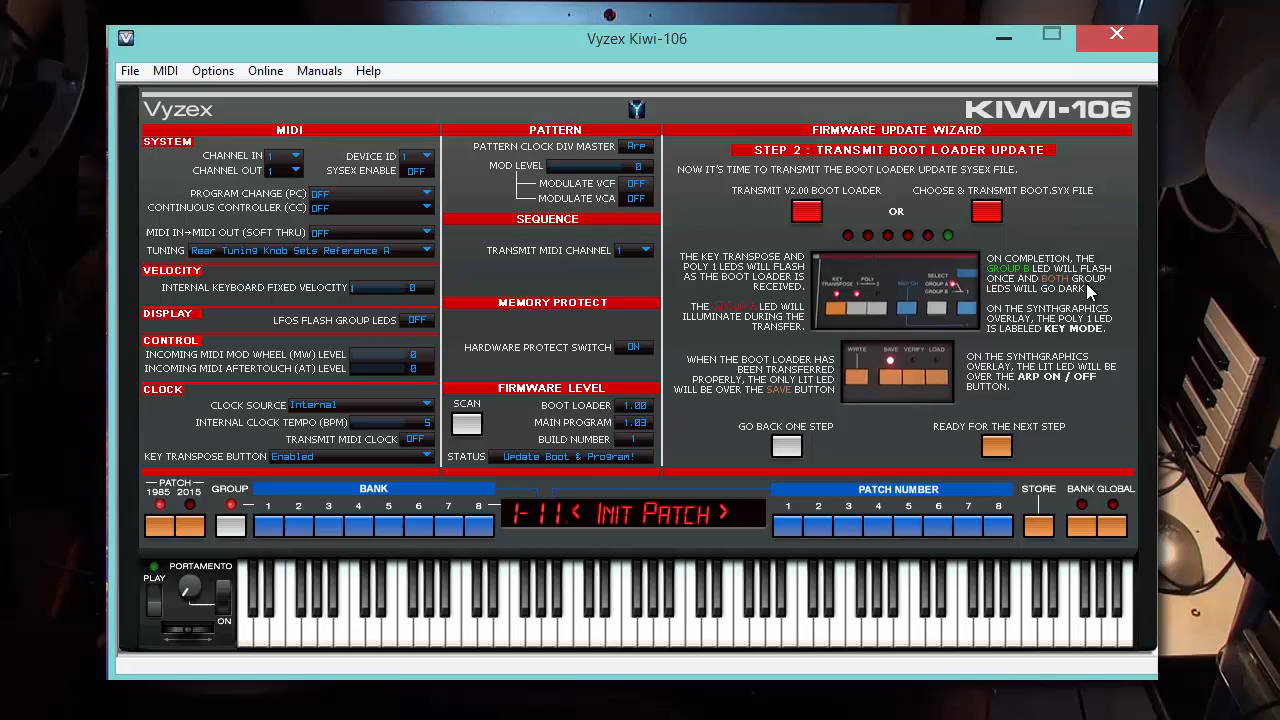 Vyzex Kiwi-106
File MIDI Options Online Manuals Help
Vyzex
KIWI-106
MIDI
SYSTEM
CHANNEL IN 1
DEVICE ID 1
CHANNEL OUT 1
SYSEX ENABLE OFF
PROGRAM CHANGE (PC) OFF
CONTINUOUS CONTROLLER (CC) OFF
MIDI IN→MIDI OUT (SOFT THRU) OFF
TUNING Rear Tuning Knob Sets Reference A
VELOCITY
INTERNAL KEYBOARD FIXED VELOCITY 0
DISPLAY
LFOS FLASH GROUP LEDS OFF
CONTROL
INCOMING MIDI MOD WHEEL (MW) LEVEL 0
INCOMING MIDI AFTERTOUCH (AT) LEVEL 0
CLOCK
CLOCK SOURCE Internal
INTERNAL CLOCK TEMPO (BPM) 5
TRANSMIT MIDI CLOCK OFF
KEY TRANSPOSE BUTTON Enabled
PATTERN
PATTERN CLOCK DIV MASTER Arp
MOD LEVEL 0
MODULATE VCF OFF
MODULATE VCA OFF
SEQUENCE
TRANSMIT MIDI CHANNEL 1
MEMORY PROTECT
HARDWARE PROTECT SWITCH ON
FIRMWARE LEVEL
SCAN
BOOT LOADER 1.00
MAIN PROGRAM 1.03
BUILD NUMBER 1
STATUS Update Boot & Program!
FIRMWARE UPDATE WIZARD
STEP 2 : TRANSMIT BOOT LOADER UPDATE
NOW IT'S TIME TO TRANSMIT THE BOOT LOADER UPDATE SYSEX FILE.
TRANSMIT V2.00 BOOT LOADER
CHOOSE & TRANSMIT BOOT.SYX FILE
OR
THE KEY TRANSPOSE AND
POLY 1 LEDS WILL FLASH
AS THE BOOT LOADER IS
RECEIVED.
THE GROUP A LED WILL
ILLUMINATE DURING THE
TRANSFER.
KEY TRANSPOSE
POLY
1 2
MIDI CH
SELECT
GROUP A
GROUP B
1
ON COMPLETION, THE
GROUP B LED WILL FLASH
ONCE AND BOTH GROUP
LEDS WILL GO DARK.
ON THE SYNTHGRAPHICS
OVERLAY, THE POLY 1 LED
IS LABELED KEY MODE.
WHEN THE BOOT LOADER HAS
BEEN TRANSFERRED
PROPERLY, THE ONLY LIT LED
WILL BE OVER THE SAVE BUTTON
WRITE SAVE VERIFY LOAD
ON THE SYNTHGRAPHICS
OVERLAY, THE LIT LED WILL BE
OVER THE ARP ON / OFF
BUTTON.
GO BACK ONE STEP
READY FOR THE NEXT STEP
PATCH
1985 2015
GROUP
BANK
1 2 3 4 5 6 7 8
1-11 < INIT PATCH >
PATCH NUMBER
1 2 3 4 5 6 7 8
STORE
BANK GLOBAL
PLAY
PORTAMENTO
ON